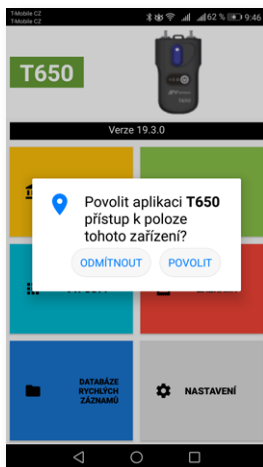 T-Mobile CZ
T-Mobile CZ
62 % 9:46
T650
Verze 19.3.0
Povolit aplikaci T650
přístup k poloze
tohoto zařízení?
ODMÍTNOUT POVOLIT
DATABÁZE
RYCHLÝCH
ZÁZNAMŮ
NASTAVENÍ